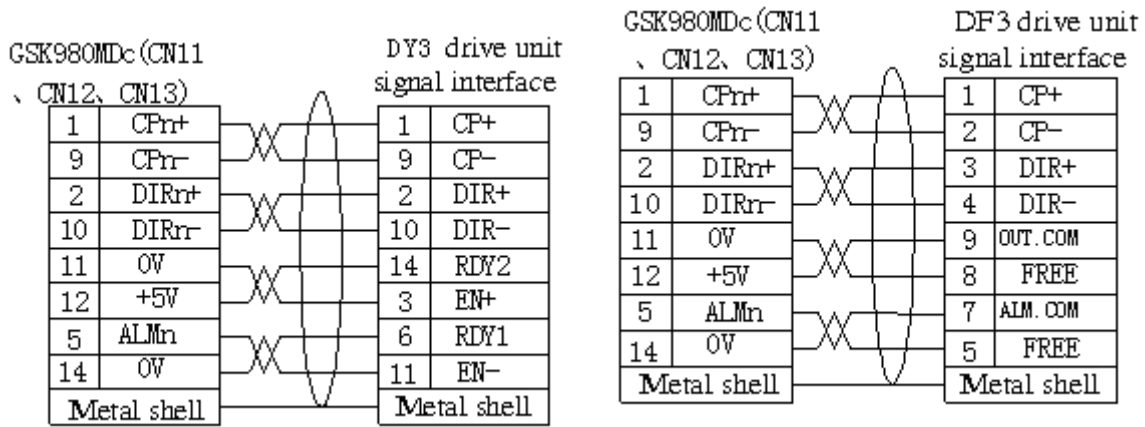 GSK980MDc(CN11
、CN12、CN13)
DY3 drive unit
signal interface
1 CPn+ 1 CP+
9 CPn- 9 CP-
2 DIRn+ 2 DIR+
10 DIRn- 10 DIR-
11 0V 14 RDY2
12 +5V 3 EN+
5 ALMn 6 RDY1
14 0V 11 EN-
Metal shell Metal shell
GSK980MDc(CN11
、CN12、CN13)
DF3 drive unit
signal interface
1 CPn+ 1 CP+
9 CPn- 2 CP-
2 DIRn+ 3 DIR+
10 DIRn- 4 DIR-
11 0V 9 OUT.COM
12 +5V 8 FREE
5 ALMn 7 ALM.COM
14 0V 5 FREE
Metal shell Metal shell